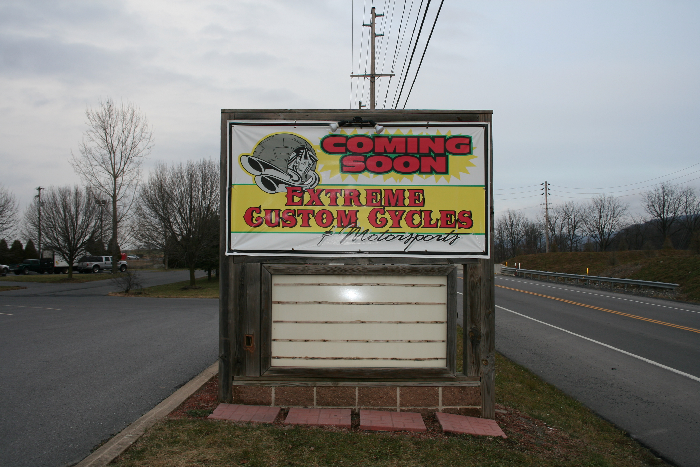 COMING
SOON
EXTREME
CUSTOM CYCLES
& Motorsports